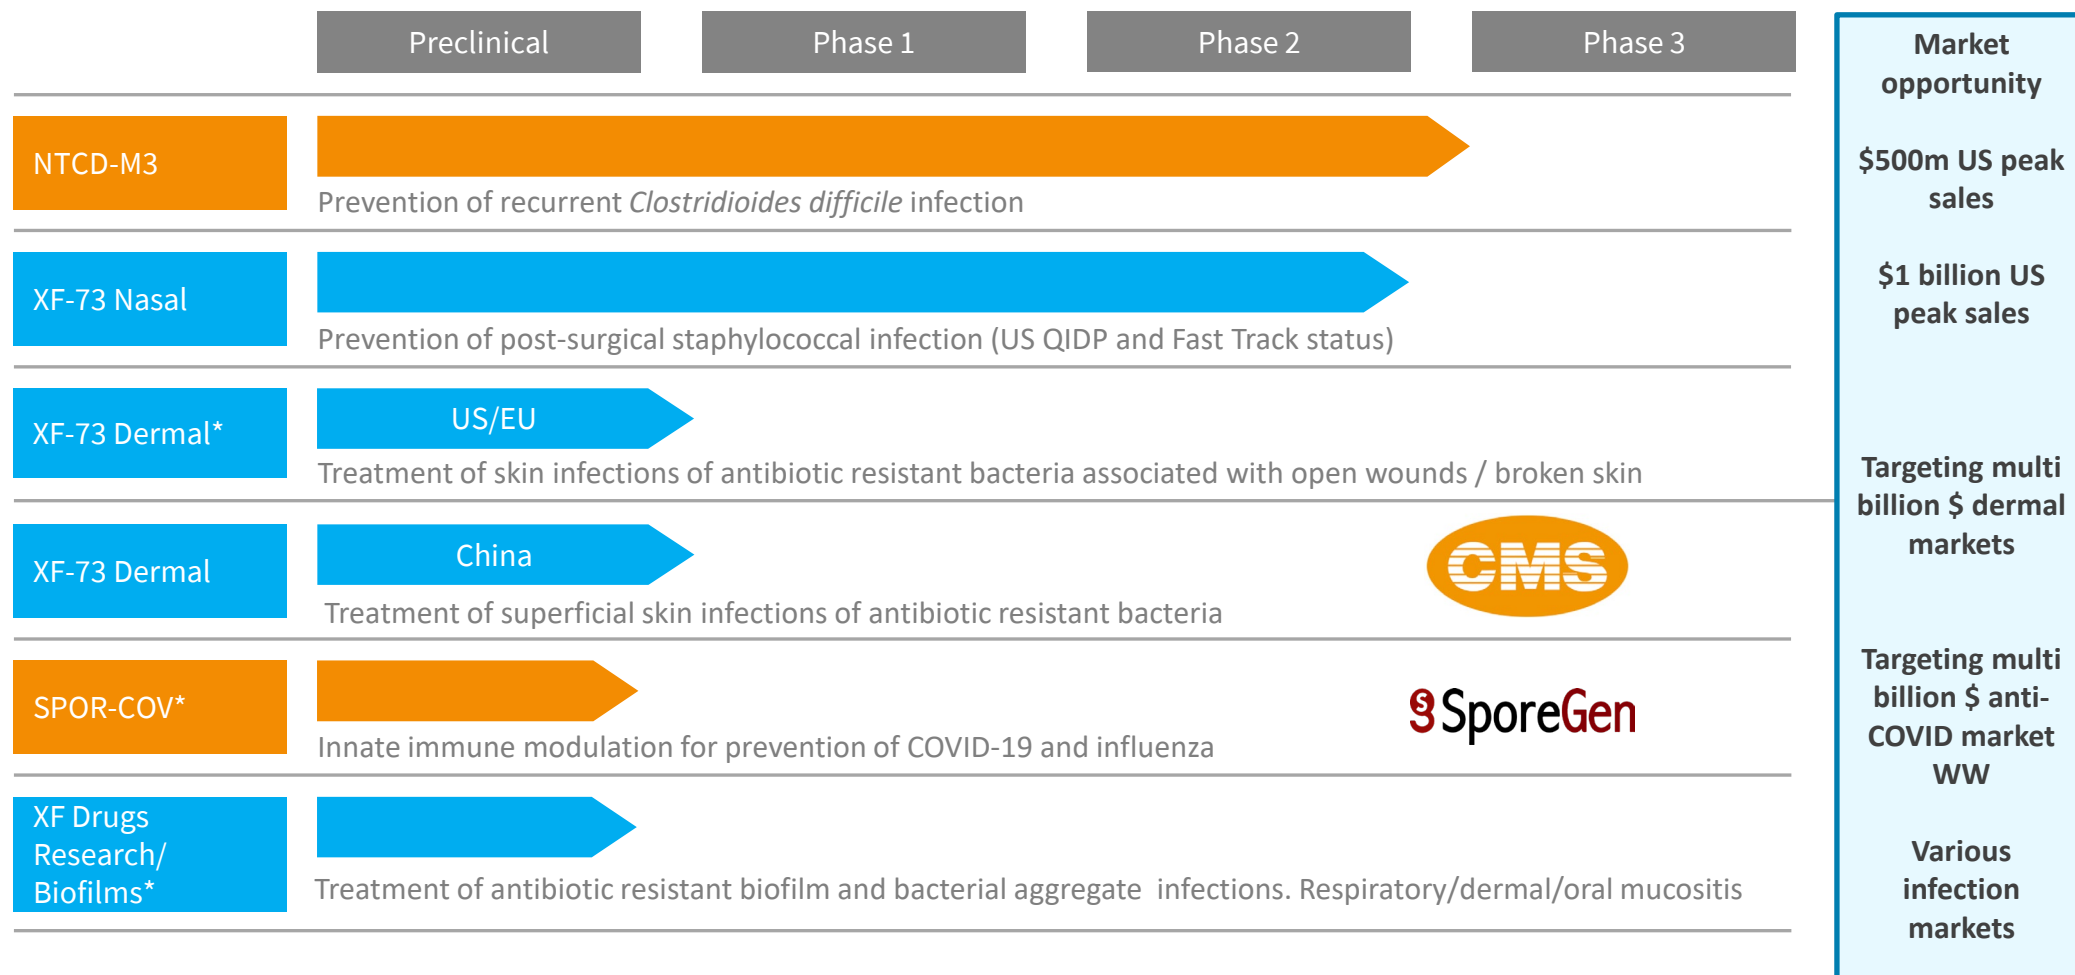 Preclinical
Phase 1
Phase 2
Phase 3
NTCD-M3
Prevention of recurrent Clostridioides difficile infection
XF-73 Nasal
Prevention of post-surgical staphylococcal infection (US QIDP and Fast Track status)
XF-73 Dermal*
US/EU
Treatment of skin infections of antibiotic resistant bacteria associated with open wounds / broken skin
XF-73 Dermal
China
CMS
Treatment of superficial skin infections of antibiotic resistant bacteria
SPOR-COV*
SporeGen
Innate immune modulation for prevention of COVID-19 and influenza
XF Drugs
Research/
Biofilms*
Treatment of antibiotic resistant biofilm and bacterial aggregate  infections. Respiratory/dermal/oral mucositis
Market
opportunity
$500m US peak
sales
$1 billion US
peak sales
Targeting multi
billion $ dermal
markets
Targeting multi
billion $ anti-
COVID market
WW
Various
infection
markets